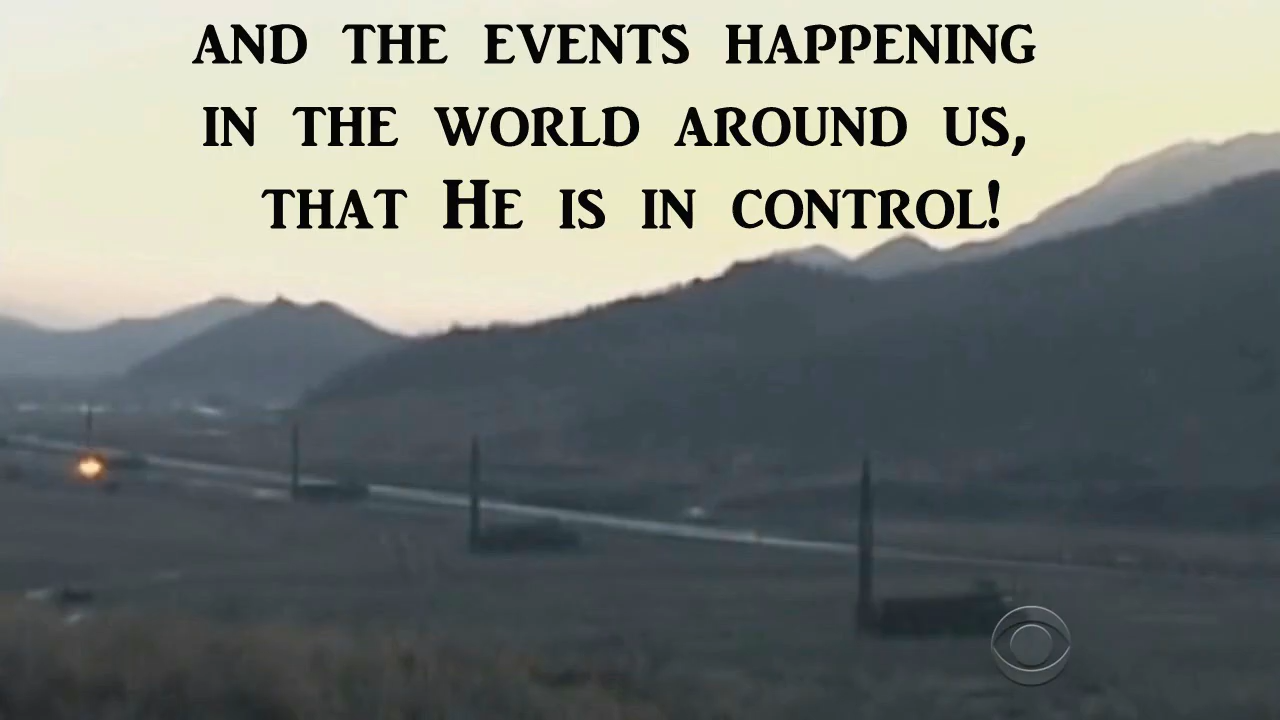 AND THE EVENTS HAPPENING
IN THE WORLD AROUND US,
THAT HE IS IN CONTROL!